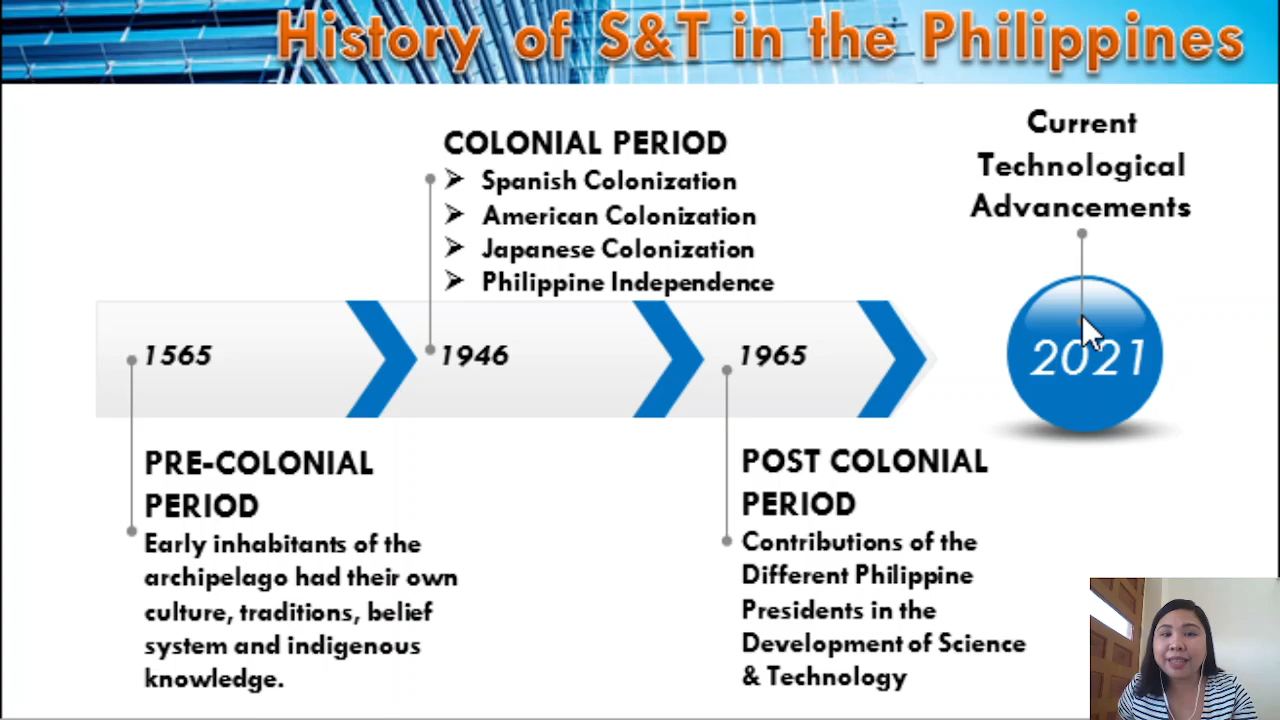 History of S&T in the Philippines
COLONIAL PERIOD
➢ Spanish Colonization
➢ American Colonization
➢ Japanese Colonization
➢ Philippine Independence
Current
Technological
Advancements
1565
1946
1965
2021
PRE-COLONIAL
PERIOD
Early inhabitants of the
archipelago had their own
culture, traditions, belief
system and indigenous
knowledge.
POST COLONIAL
PERIOD
Contributions of the
Different Philippine
Presidents in the
Development of Science
& Technology